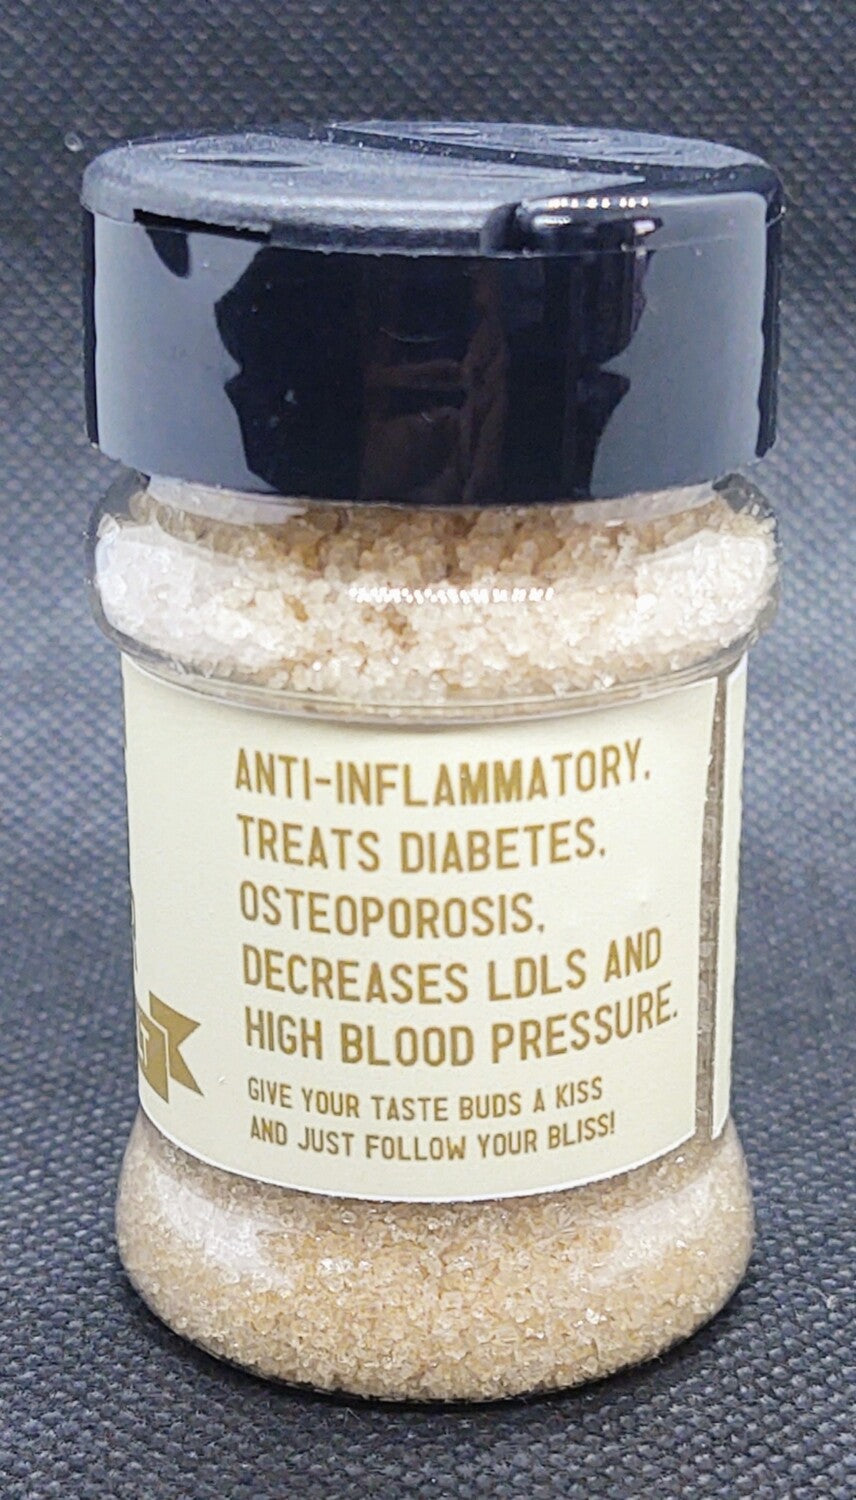 ANTI-INFLAMMATORY.
TREATS DIABETES,
OSTEOPOROSIS,
DECREASES LDLS AND
HIGH BLOOD PRESSURE.
GIVE YOUR TASTE BUDS A KISS
AND JUST FOLLOW YOUR BLISS!